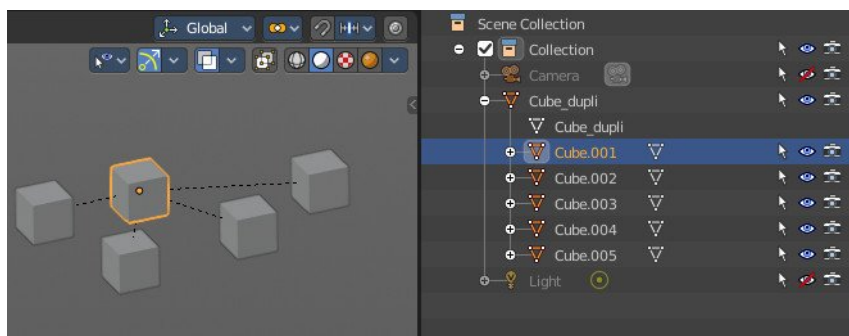 Global
Scene Collection
Collection
Camera
Cube_dupli
Cube_dupli
Cube.001
Cube.002
Cube.003
Cube.004
Cube.005
Light